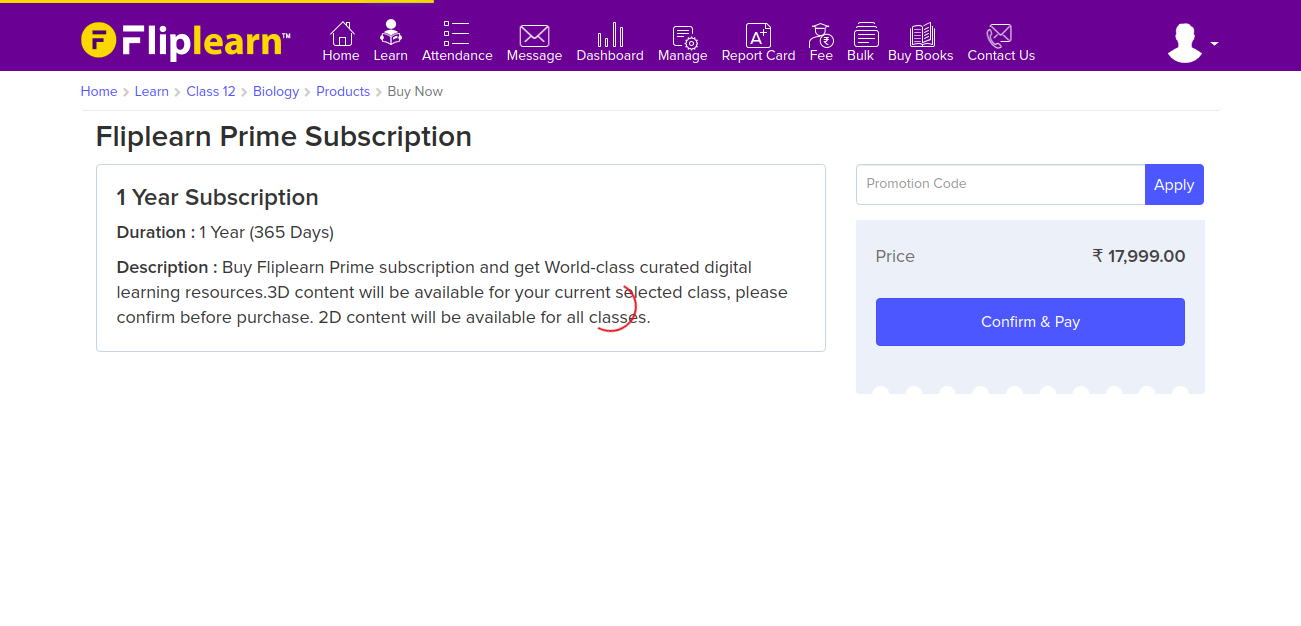 Fliplearn™
Home Learn Attendance Message Dashboard Manage Report Card Fee Bulk Buy Books Contact Us
Home Learn Class 12 Biology Products Buy Now
Fliplearn Prime Subscription
1 Year Subscription
Duration : 1 Year (365 Days)
Description : Buy Fliplearn Prime subscription and get World-class curated digital
learning resources.3D content will be available for your current selected class, please
confirm before purchase. 2D content will be available for all classes.
Promotion Code Apply
Price ₹ 17,999.00
Confirm & Pay